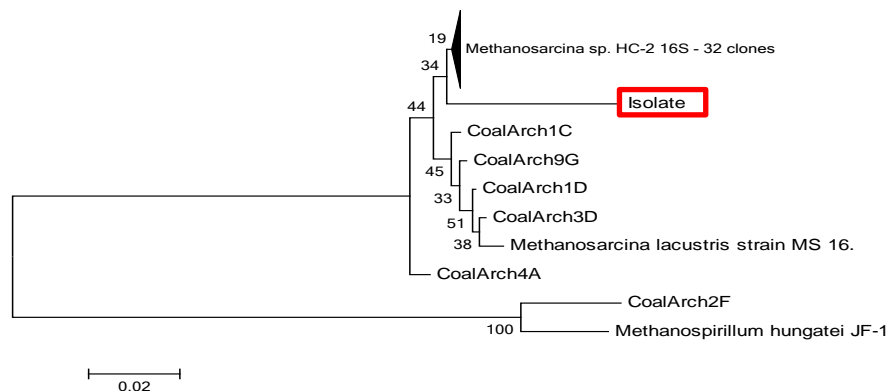 19
Methanosarcina sp. HC-2 16S - 32 clones
34
Isolate
44
CoalArch1C
CoalArch9G
45
CoalArch1D
33
CoalArch3D
51
38
Methanosarcina lacustris strain MS 16.
CoalArch4A
CoalArch2F
100
Methanospirillum hungatei JF-1
0.02